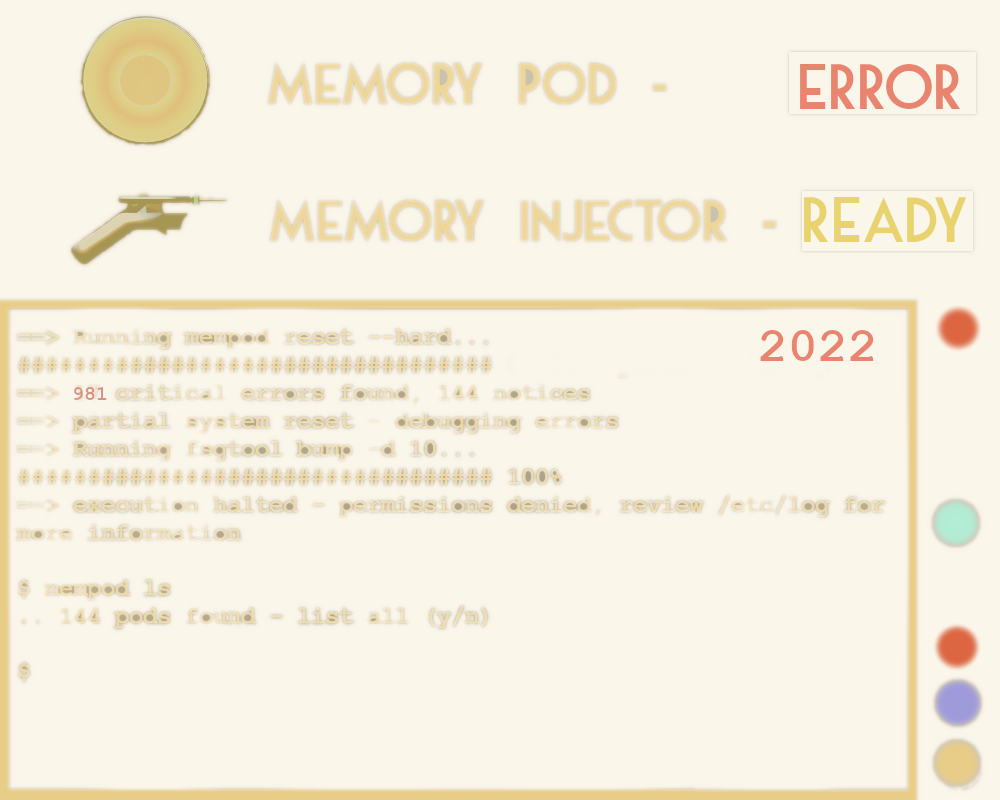 MEMORY POD - ERROR
MEMORY INJECTOR - READY
2022
==> Running mempod reset --hard...
##################################
==> 981 critical errors found, 144 notices
==> partial system reset - debugging errors
==> Running fsgtool bump -d 10...
################################## 100%
==> execution halted - permissions denied, review /etc/log for
more information
$ mempod ls
.. 144 pods found - list all (y/n)
$